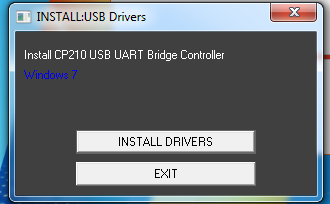 INSTALL:USB Drivers
Install CP210 USB UART Bridge Controller
Windows 7
INSTALL DRIVERS
EXIT